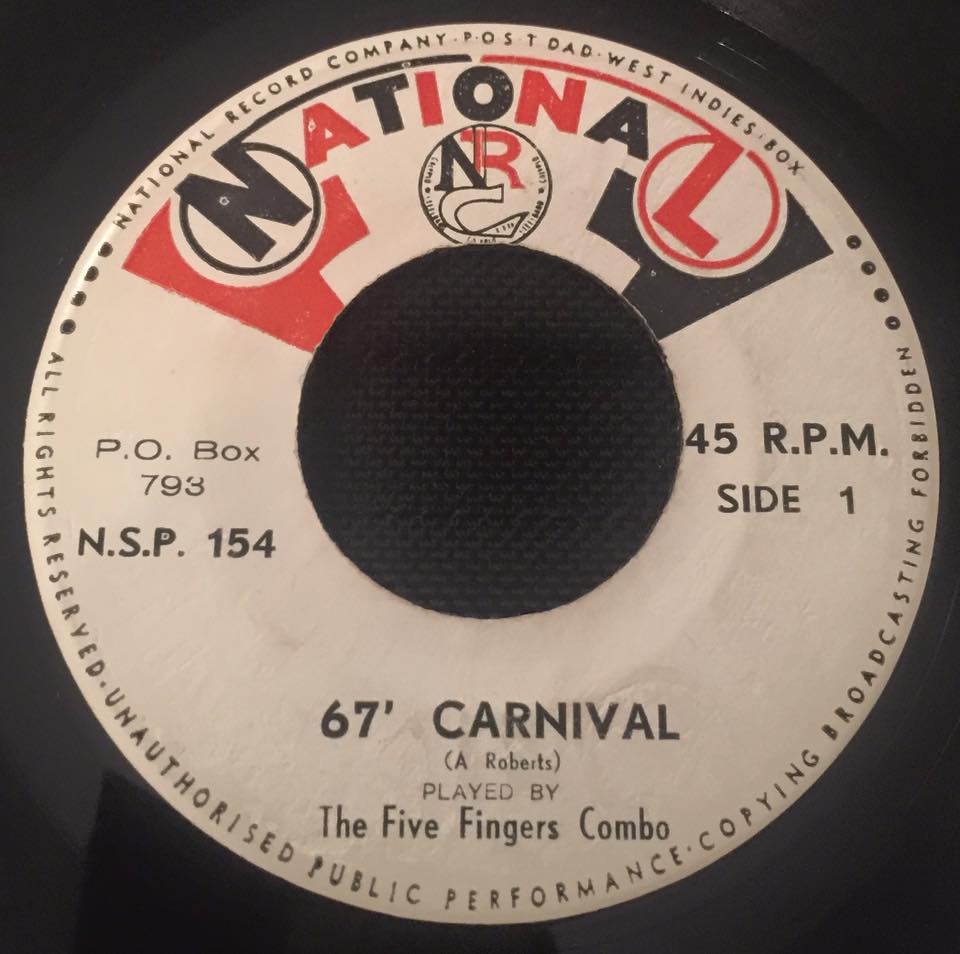 NATIONAL RECORD COMPANY·P·O·S·T DAD·WEST INDIES·BOX
NATIONAL
NRC
P.O. Box
793
N.S.P. 154
45 R.P.M.
SIDE 1
67' CARNIVAL
(A Roberts)
PLAYED BY
The Five Fingers Combo
ALL RIGHTS RESERVED·UNAUTHORISED PUBLIC PERFORMANCE·COPYING BROADCASTING FORBIDDEN